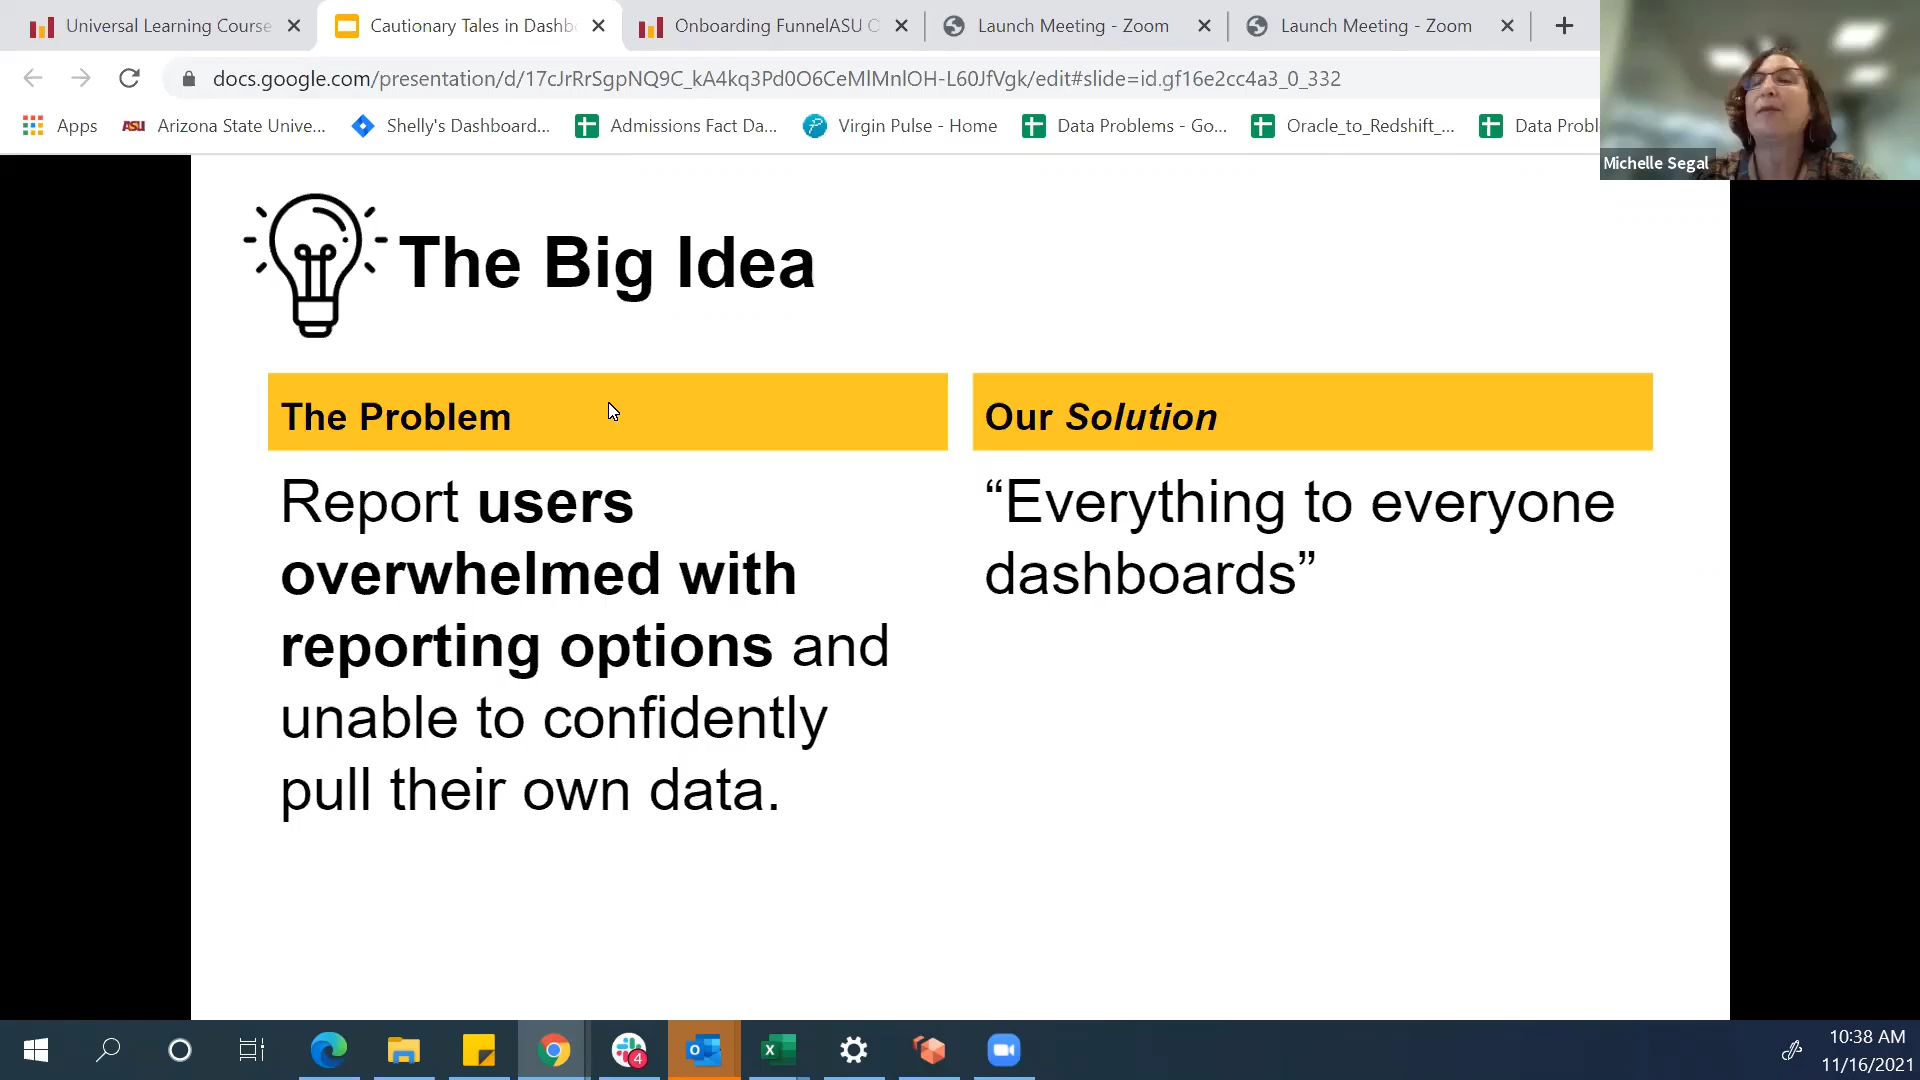 Universal Learning Course
Cautionary Tales in Dashb
Onboarding FunnelASU O
Launch Meeting - Zoom
Launch Meeting - Zoom
docs.google.com/presentation/d/17cJrRrSgpNQ9C_kA4kq3Pd0O6CeMlMnlOH-L60JfVgk/edit#slide=id.gf16e2cc4a3_0_332
Apps
ASU Arizona State Unive...
Shelly's Dashboard...
Admissions Fact Da...
Virgin Pulse - Home
Data Problems - Go...
Oracle_to_Redshift_...
Data Probl
Michelle Segal
The Big Idea
The Problem
Report users
overwhelmed with
reporting options and
unable to confidently
pull their own data.
Our Solution
“Everything to everyone
dashboards”
4
10:38 AM
11/16/2021